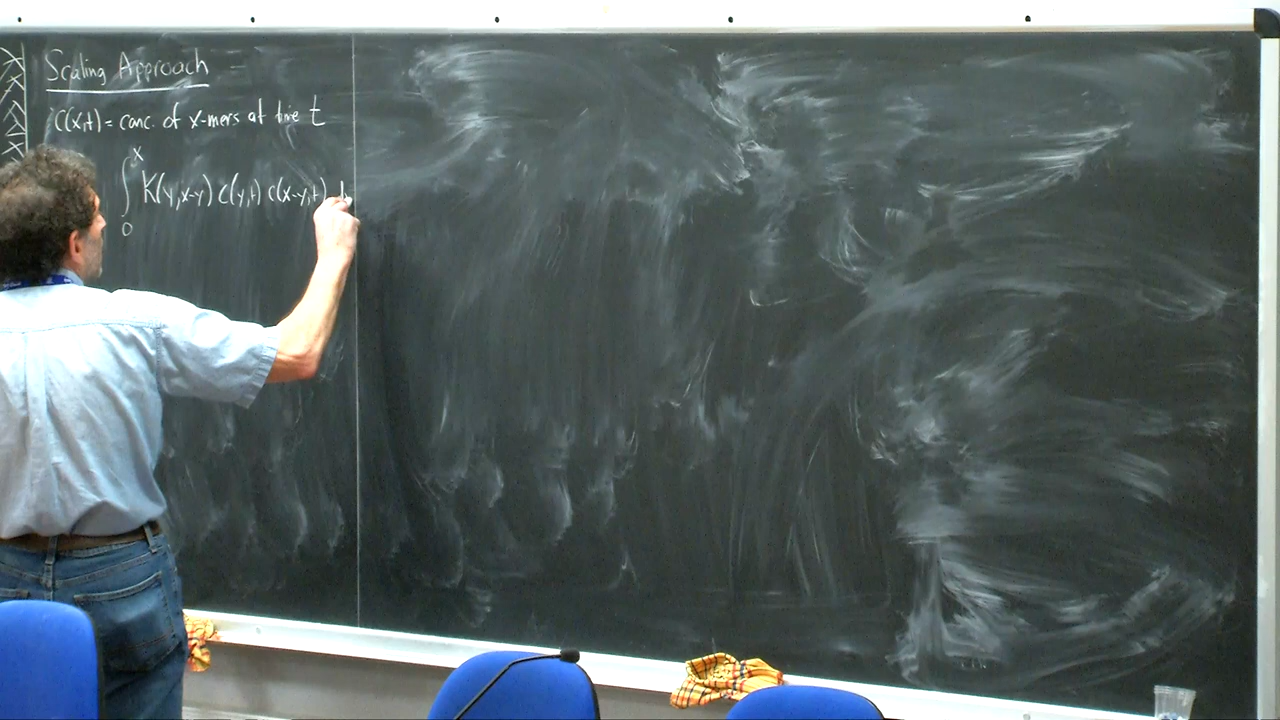 Scaling Approach
C(x,t) = conc. of x-mers at time t
∫₀ˣ K(y,x-y) C(y,t) C(x-y,t) d